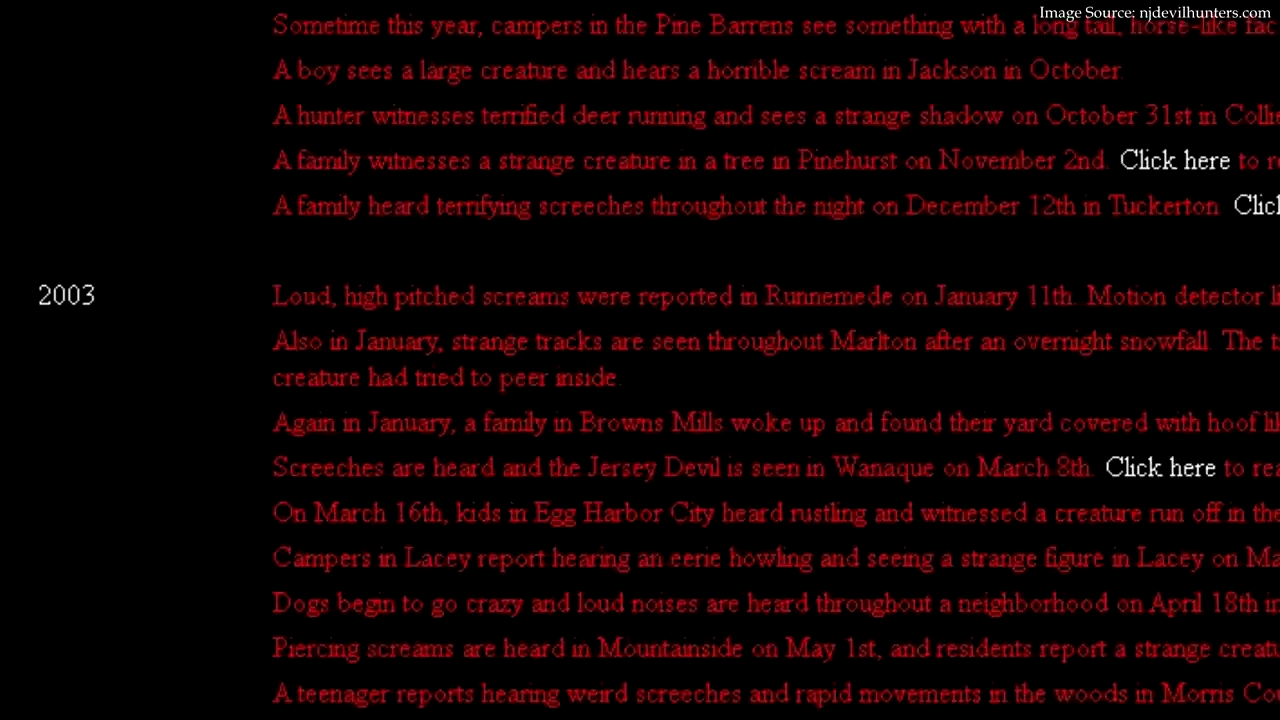 Image Source: njdevilhunters.com
Sometime this year, campers in the Pine Barrens see something with a long tail, horse-like
A boy sees a large creature and hears a horrible scream in Jackson in October.
A hunter witnesses terrified deer running and sees a strange shadow on October 31st in
A family witnesses a strange creature in a tree in Pinehurst on November 2nd. Click here to
A family heard terrifying screeches throughout the night on December 12th in Tuckerton.
2003
Loud, high pitched screams were reported in Runnemede on January 11th. Motion detector
Also in January, strange tracks are seen throughout Marlton after an overnight snowfall. The
creature had tried to peer inside.
Again in January, a family in Browns Mills woke up and found their yard covered with hoof
Screeches are heard and the Jersey Devil is seen in Wanaque on March 8th. Click here to
On March 16th, kids in Egg Harbor City heard rustling and witnessed a creature run off in the
Campers in Lacey report hearing an eerie howling and seeing a strange figure in Lacey on
Dogs begin to go crazy and loud noises are heard throughout a neighborhood on April 18th
Piercing screams are heard in Mountainside on May 1st, and residents report a strange
A teenager reports hearing weird screeches and rapid movements in the woods in Morris